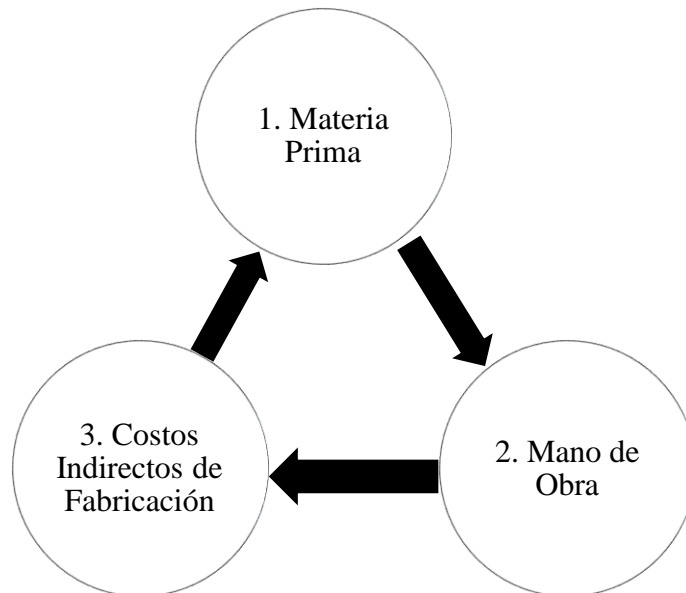 1. Materia
Prima
2. Mano de
Obra
3. Costos
Indirectos de
Fabricación